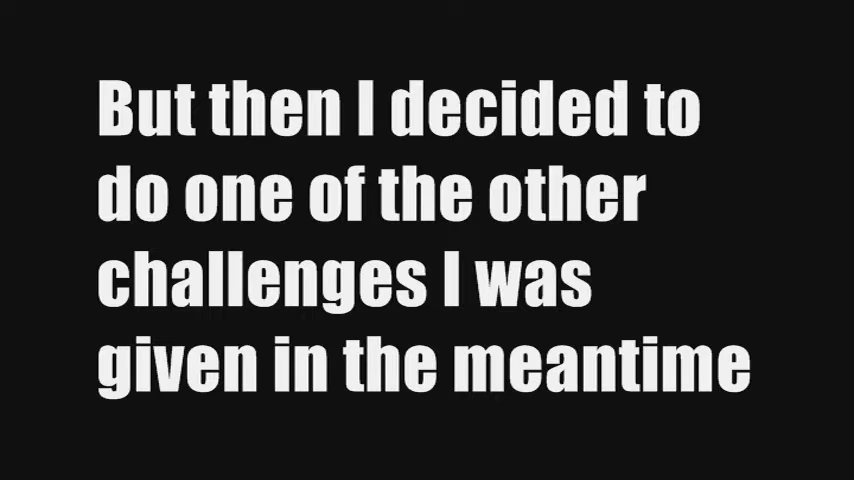 But then I decided to
do one of the other
challenges I was
given in the meantime